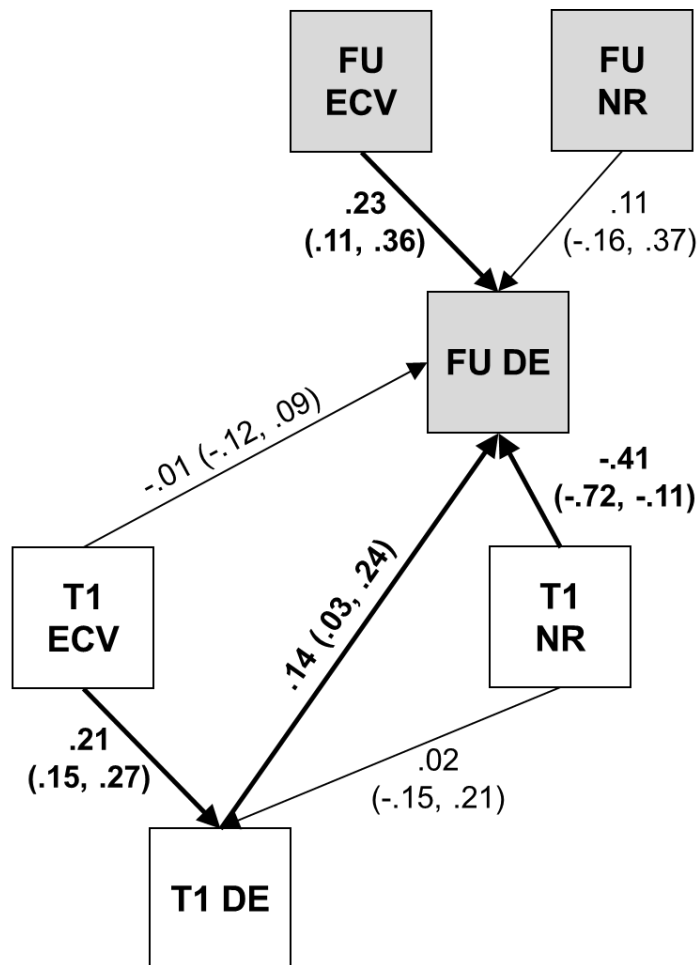 FU
ECV
FU
NR
.23
(.11, .36)
.11
(-.16, .37)
FU DE
-.01 (-.12, .09)
-.41
(-.72, -.11)
.14 (.03, .24)
T1
ECV
T1
NR
.21
(.15, .27)
.02
(-.15, .21)
T1 DE